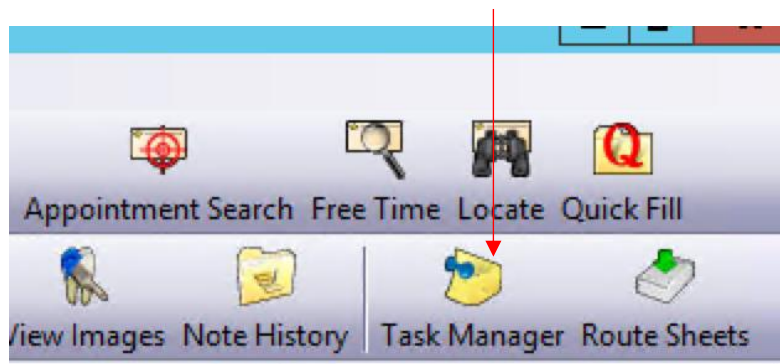 Appointment Search Free Time Locate Quick Fill
View Images Note History Task Manager Route Sheets